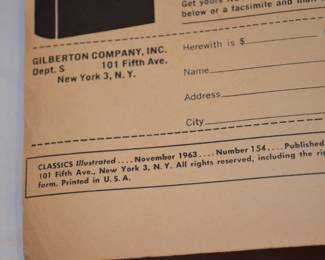 Get yours
below or a facsimile and mail
GILBERTON COMPANY, INC.
Dept. S 101 Fifth Ave.
New York 3, N. Y.
Herewith is $
Name
Address
City
CLASSICS Illustrated....November 1963....Number 154....Published
101 Fifth Ave., New York 3, N. Y. All rights reserved, including the
form. Printed in U. S. A.